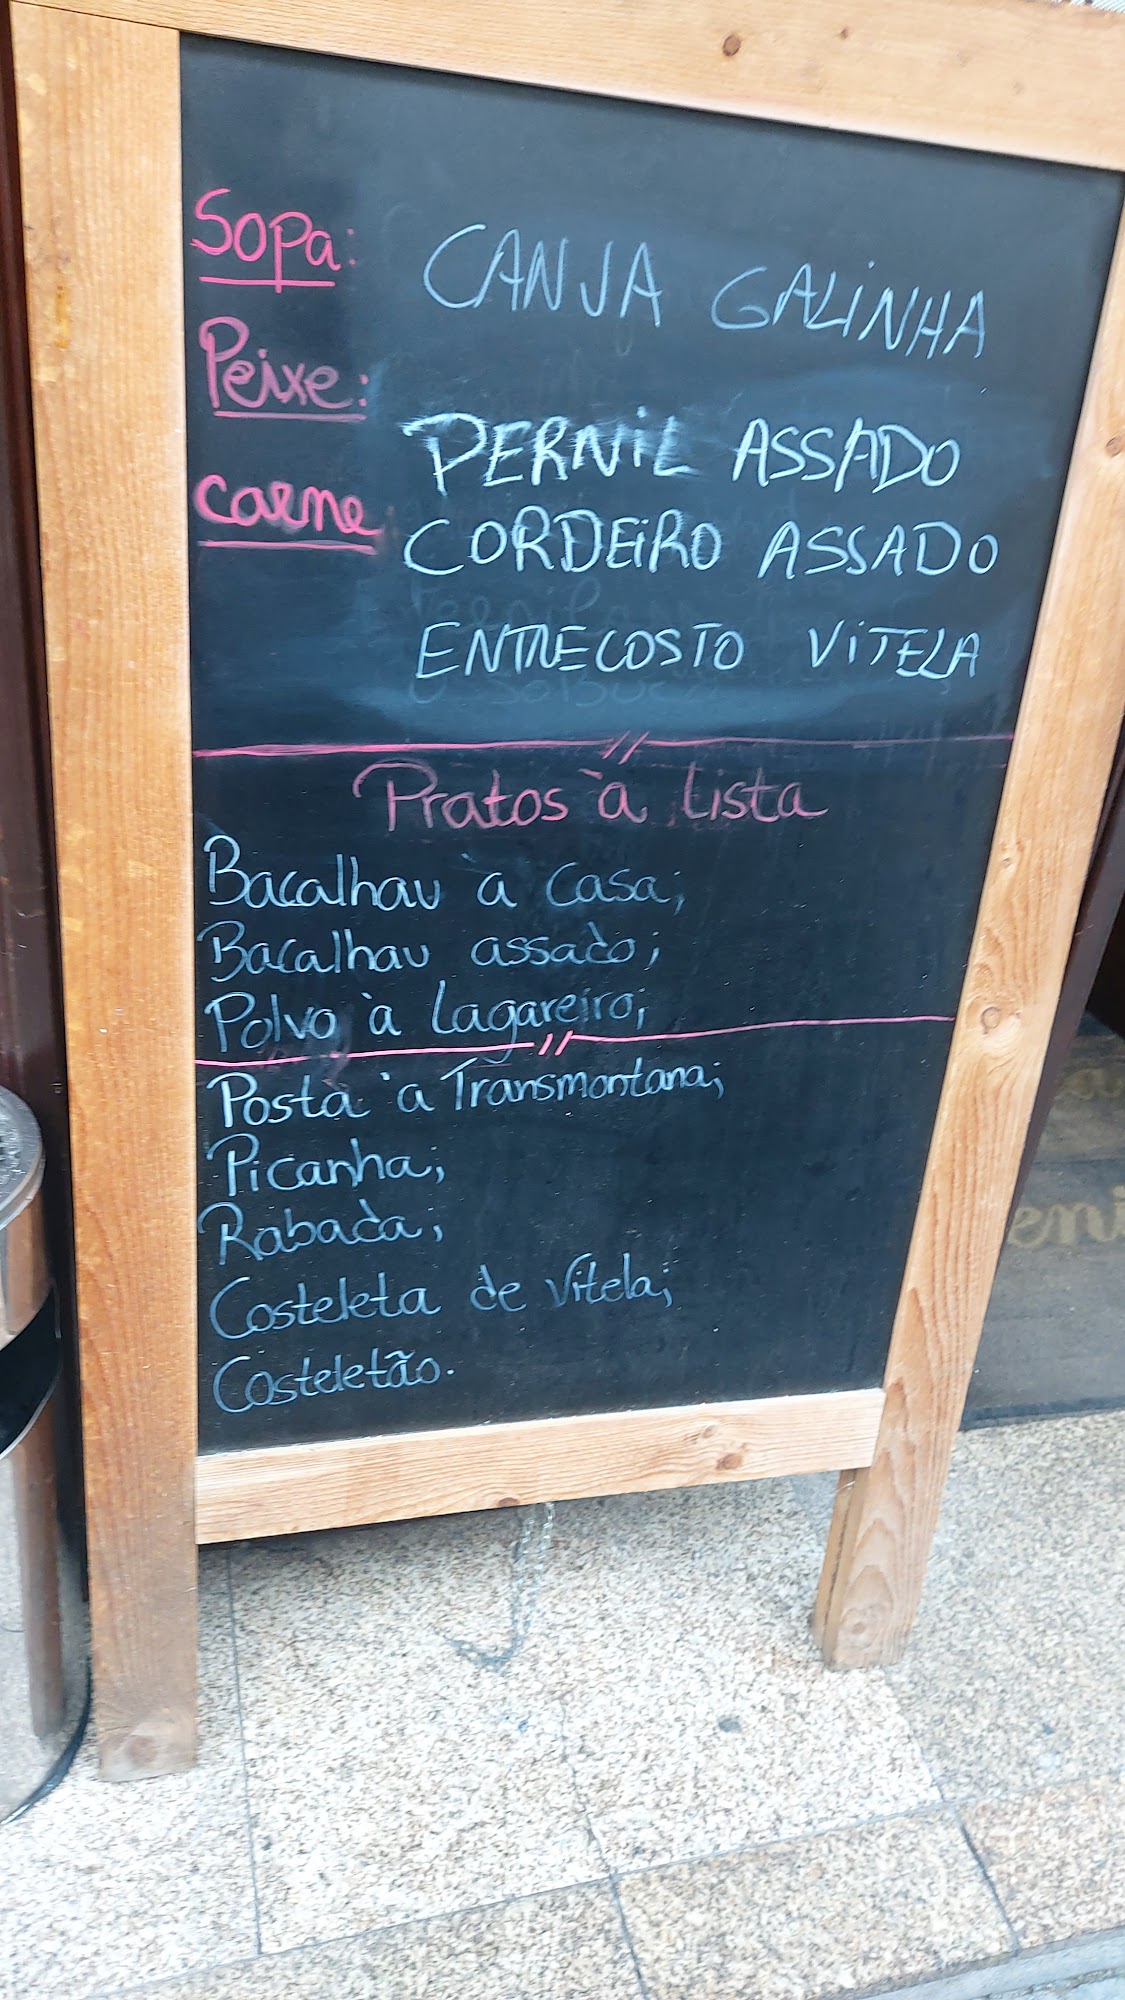 Sopa: CANJA GALINHA
Peixe:
PERNIL ASSADO
Carne
CORDEIRO ASSADO
ENTRECOSTO VITELA
Pratos à Lista
Bacalhau à Casa;
Bacalhau assado;
Polvo à Lagareiro;
Posta à Transmontana;
Picanha;
Rabada;
Costeleta de Vitela;
Costeletão.